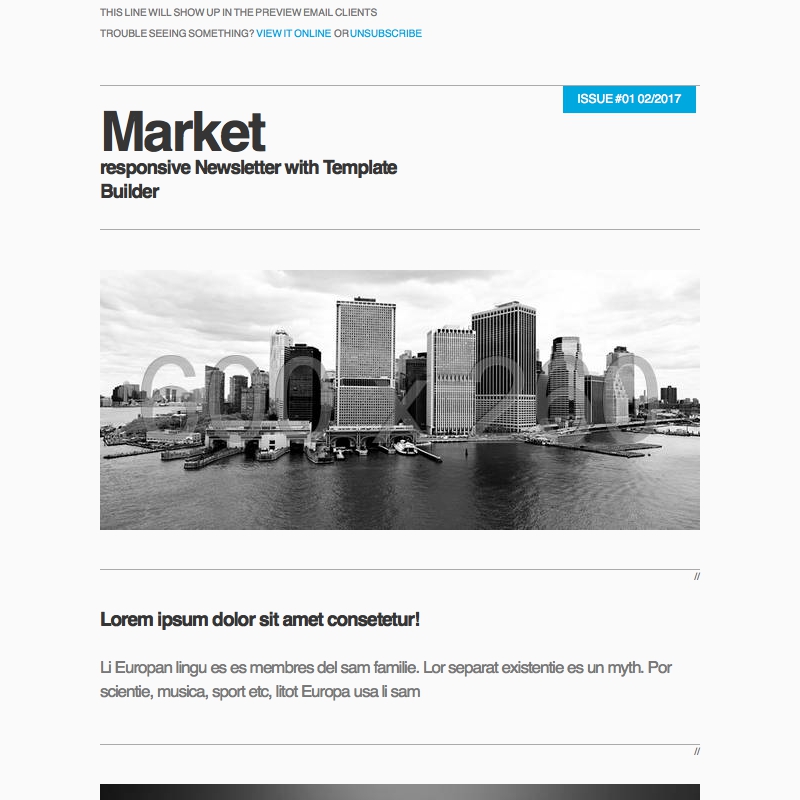 THIS LINE WILL SHOW UP IN THE PREVIEW EMAIL CLIENTS
TROUBLE SEEING SOMETHING? VIEW IT ONLINE OR UNSUBSCRIBE
ISSUE #01 02/2017
Market
responsive Newsletter with Template
Builder
600 x 260
//
Lorem ipsum dolor sit amet consetetur!
Li Europan lingu es es membres del sam familie. Lor separat existentie es un myth. Por
scientie, musica, sport etc, litot Europa usa li sam
//